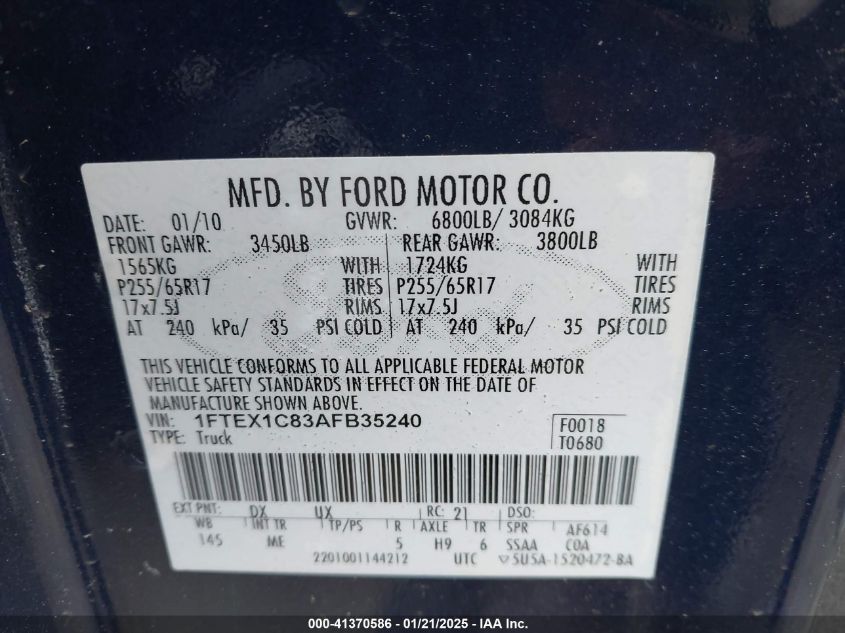 MFD. BY FORD MOTOR CO.
DATE: 01/10 GVWR: 6800LB/ 3084KG
FRONT GAWR: 3450LB REAR GAWR: 3800LB
1565KG WITH 1724KG WITH
P255/65R17 TIRES P255/65R17 TIRES
17x7.5J RIMS 17x7.5J RIMS
AT 240 kPa/ 35 PSI COLD AT 240 kPa/ 35 PSI COLD
THIS VEHICLE CONFORMS TO ALL APPLICABLE FEDERAL MOTOR
VEHICLE SAFETY STANDARDS IN EFFECT ON THE DATE OF
MANUFACTURE SHOWN ABOVE.
VIN: 1FTEX1C83AFB35240 F0018
TYPE: Truck T0680
EXT PNT: DX UX RC: 21 DSO:
WB INT TR TP/PS R AXLE TR SPR AF614
145 ME 5 H9 6 SSAA COA
2201001144212 UTC ▽5U5A-1520472-BA
000-41370586 - 01/21/2025 - IAA Inc.